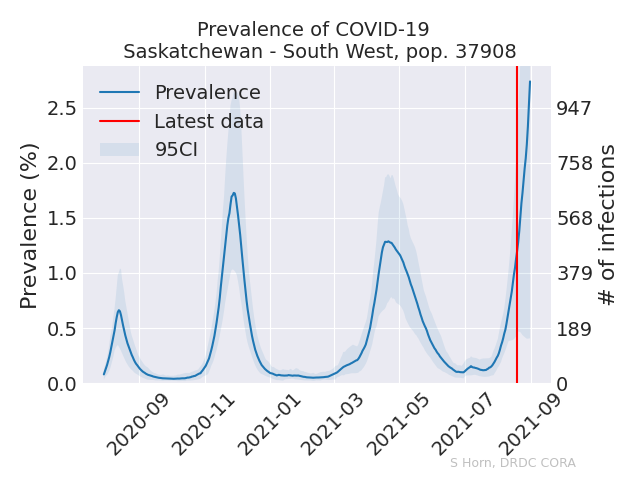 Prevalence of COVID-19
Saskatchewan - South West, pop. 37908
Prevalence
Latest data
95CI
Prevalence (%)
2.5
2.0
1.5
1.0
0.5
0.0
947
758
568
379
189
0
# of infections
2020-09
2020-11
2021-01
2021-03
2021-05
2021-07
2021-09
S Horn, DRDC CORA